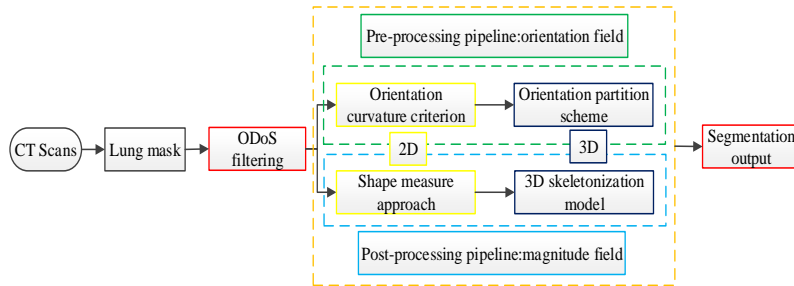 Pre-processing pipeline:orientation field
CT Scans
Lung mask
ODoS
filtering
Orientation
curvature criterion
Orientation partition
scheme
2D
3D
Shape measure
approach
3D skeletonization
model
Segmentation
output
Post-processing pipeline:magnitude field